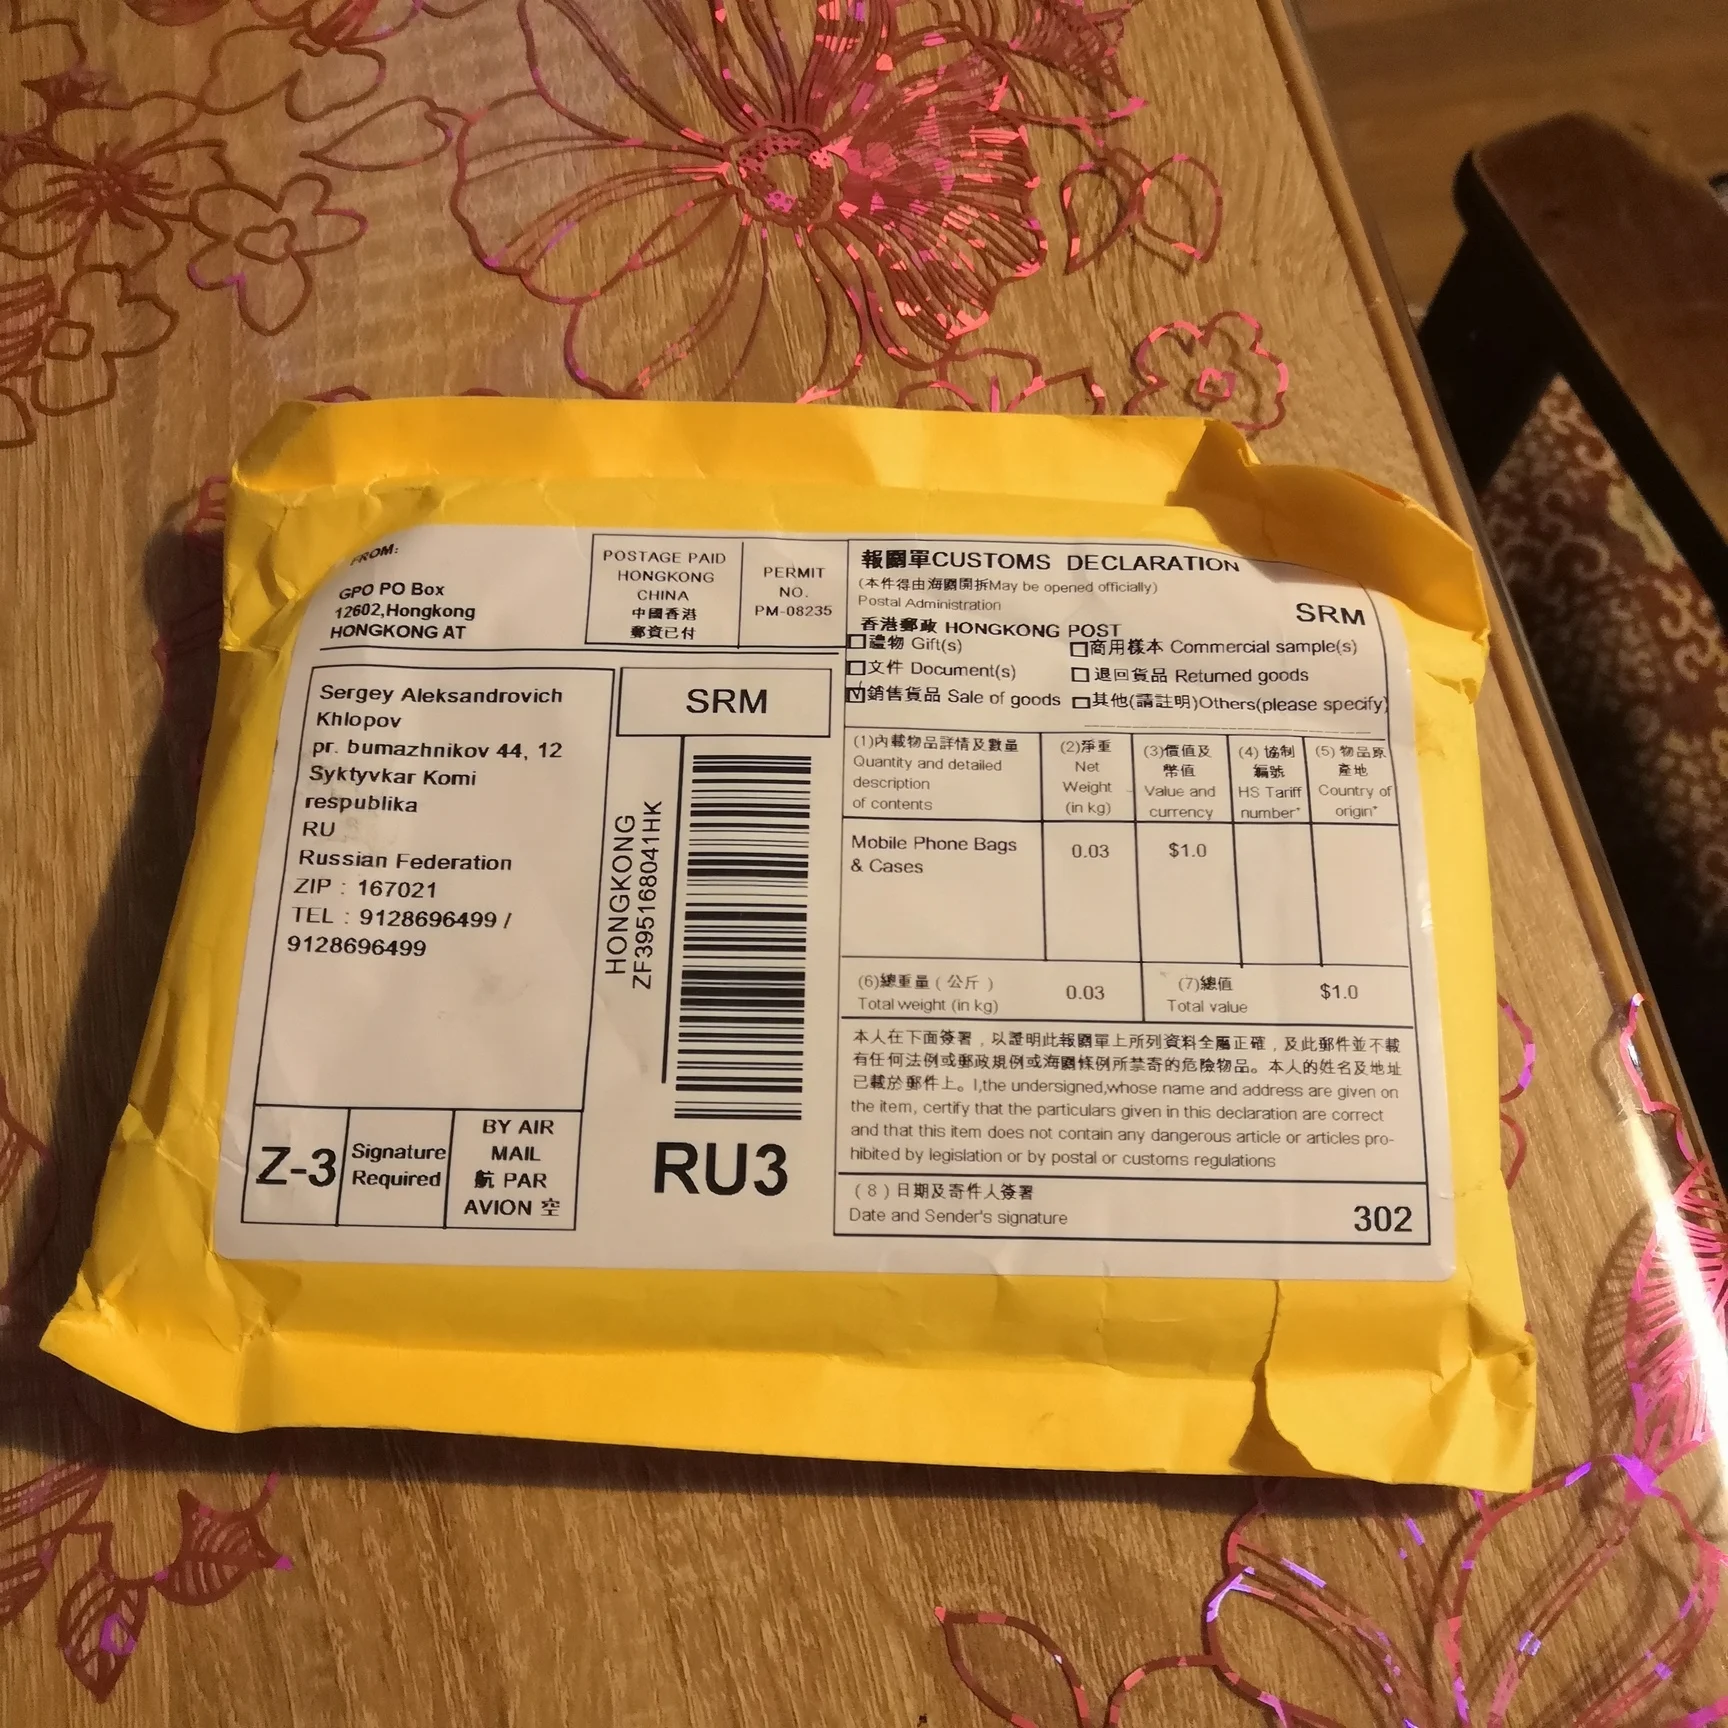 FROM:
GPO PO Box
12602,Hongkong
HONGKONG AT
POSTAGE PAID
HONGKONG
CHINA
中國香港
郵資已付
PERMIT
NO.
PM-08235
Sergey Aleksandrovich
Khlopov
pr. bumazhnikov 44, 12
Syktyvkar Komi
respublika
RU
Russian Federation
ZIP : 167021
TEL : 9128696499 /
9128696499
SRM
HONGKONG
ZF395168041HK
Z-3
Signature
Required
BY AIR
MAIL
航 PAR
AVION 空
RU3
報關單CUSTOMS DECLARATION
(本件得由海關開拆May be opened officially)
Postal Administration
SRM
香港郵政 HONGKONG POST
禮物 Gift(s)
商用樣本 Commercial sample(s)
文件 Document(s)
退回貨品 Returned goods
銷售貨品 Sale of goods
其他(請註明)Others(please specify)
(1)內載物品詳情及數量
Quantity and detailed
description
of contents
(2)淨重
Net
Weight
(in kg)
(3)價值及
幣值
Value and
currency
(4) 協制
編號
HS Tariff
number*
(5) 物品原
產地
Country of
origin*
Mobile Phone Bags
& Cases
0.03
$1.0
(6)總重量 ( 公斤 )
Total weight (in kg)
0.03
(7)總值
Total value
$1.0
本人在下面簽署，以證明此報關單上所列資料全屬正確，及此郵件並不載
有任何法例或郵政規例或海關條例所禁寄的危險物品。本人的姓名及地址
已載於郵件上。I,the undersigned,whose name and address are given on
the item, certify that the particulars given in this declaration are correct
and that this item does not contain any dangerous article or articles pro-
hibited by legislation or by postal or customs regulations
( 8 ) 日期及寄件人簽署
Date and Sender's signature
302